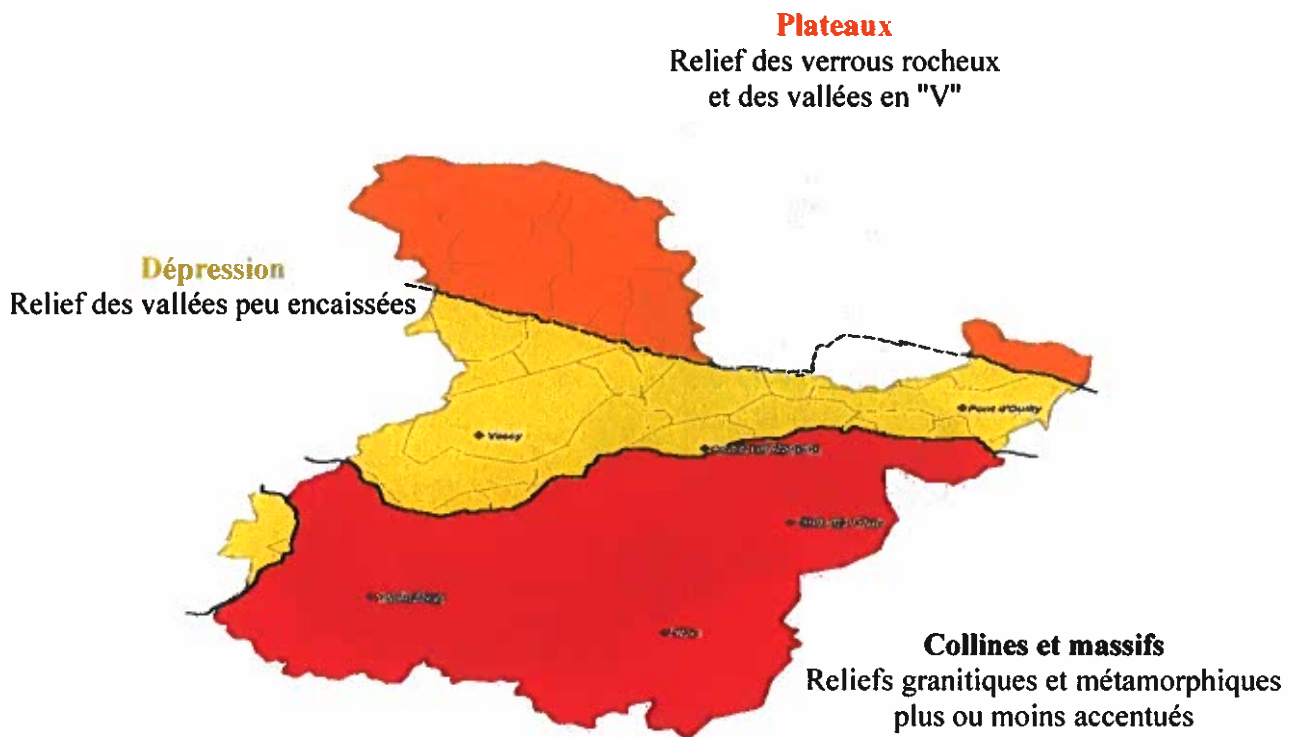 Plateaux
Relief des verrous rocheux
et des vallées en "V"
Dépression
Relief des vallées peu encaissées
Pont d'Ouilly
Vassy
Flers
Collines et massifs
Reliefs granitiques et métamorphiques
plus ou moins accentués